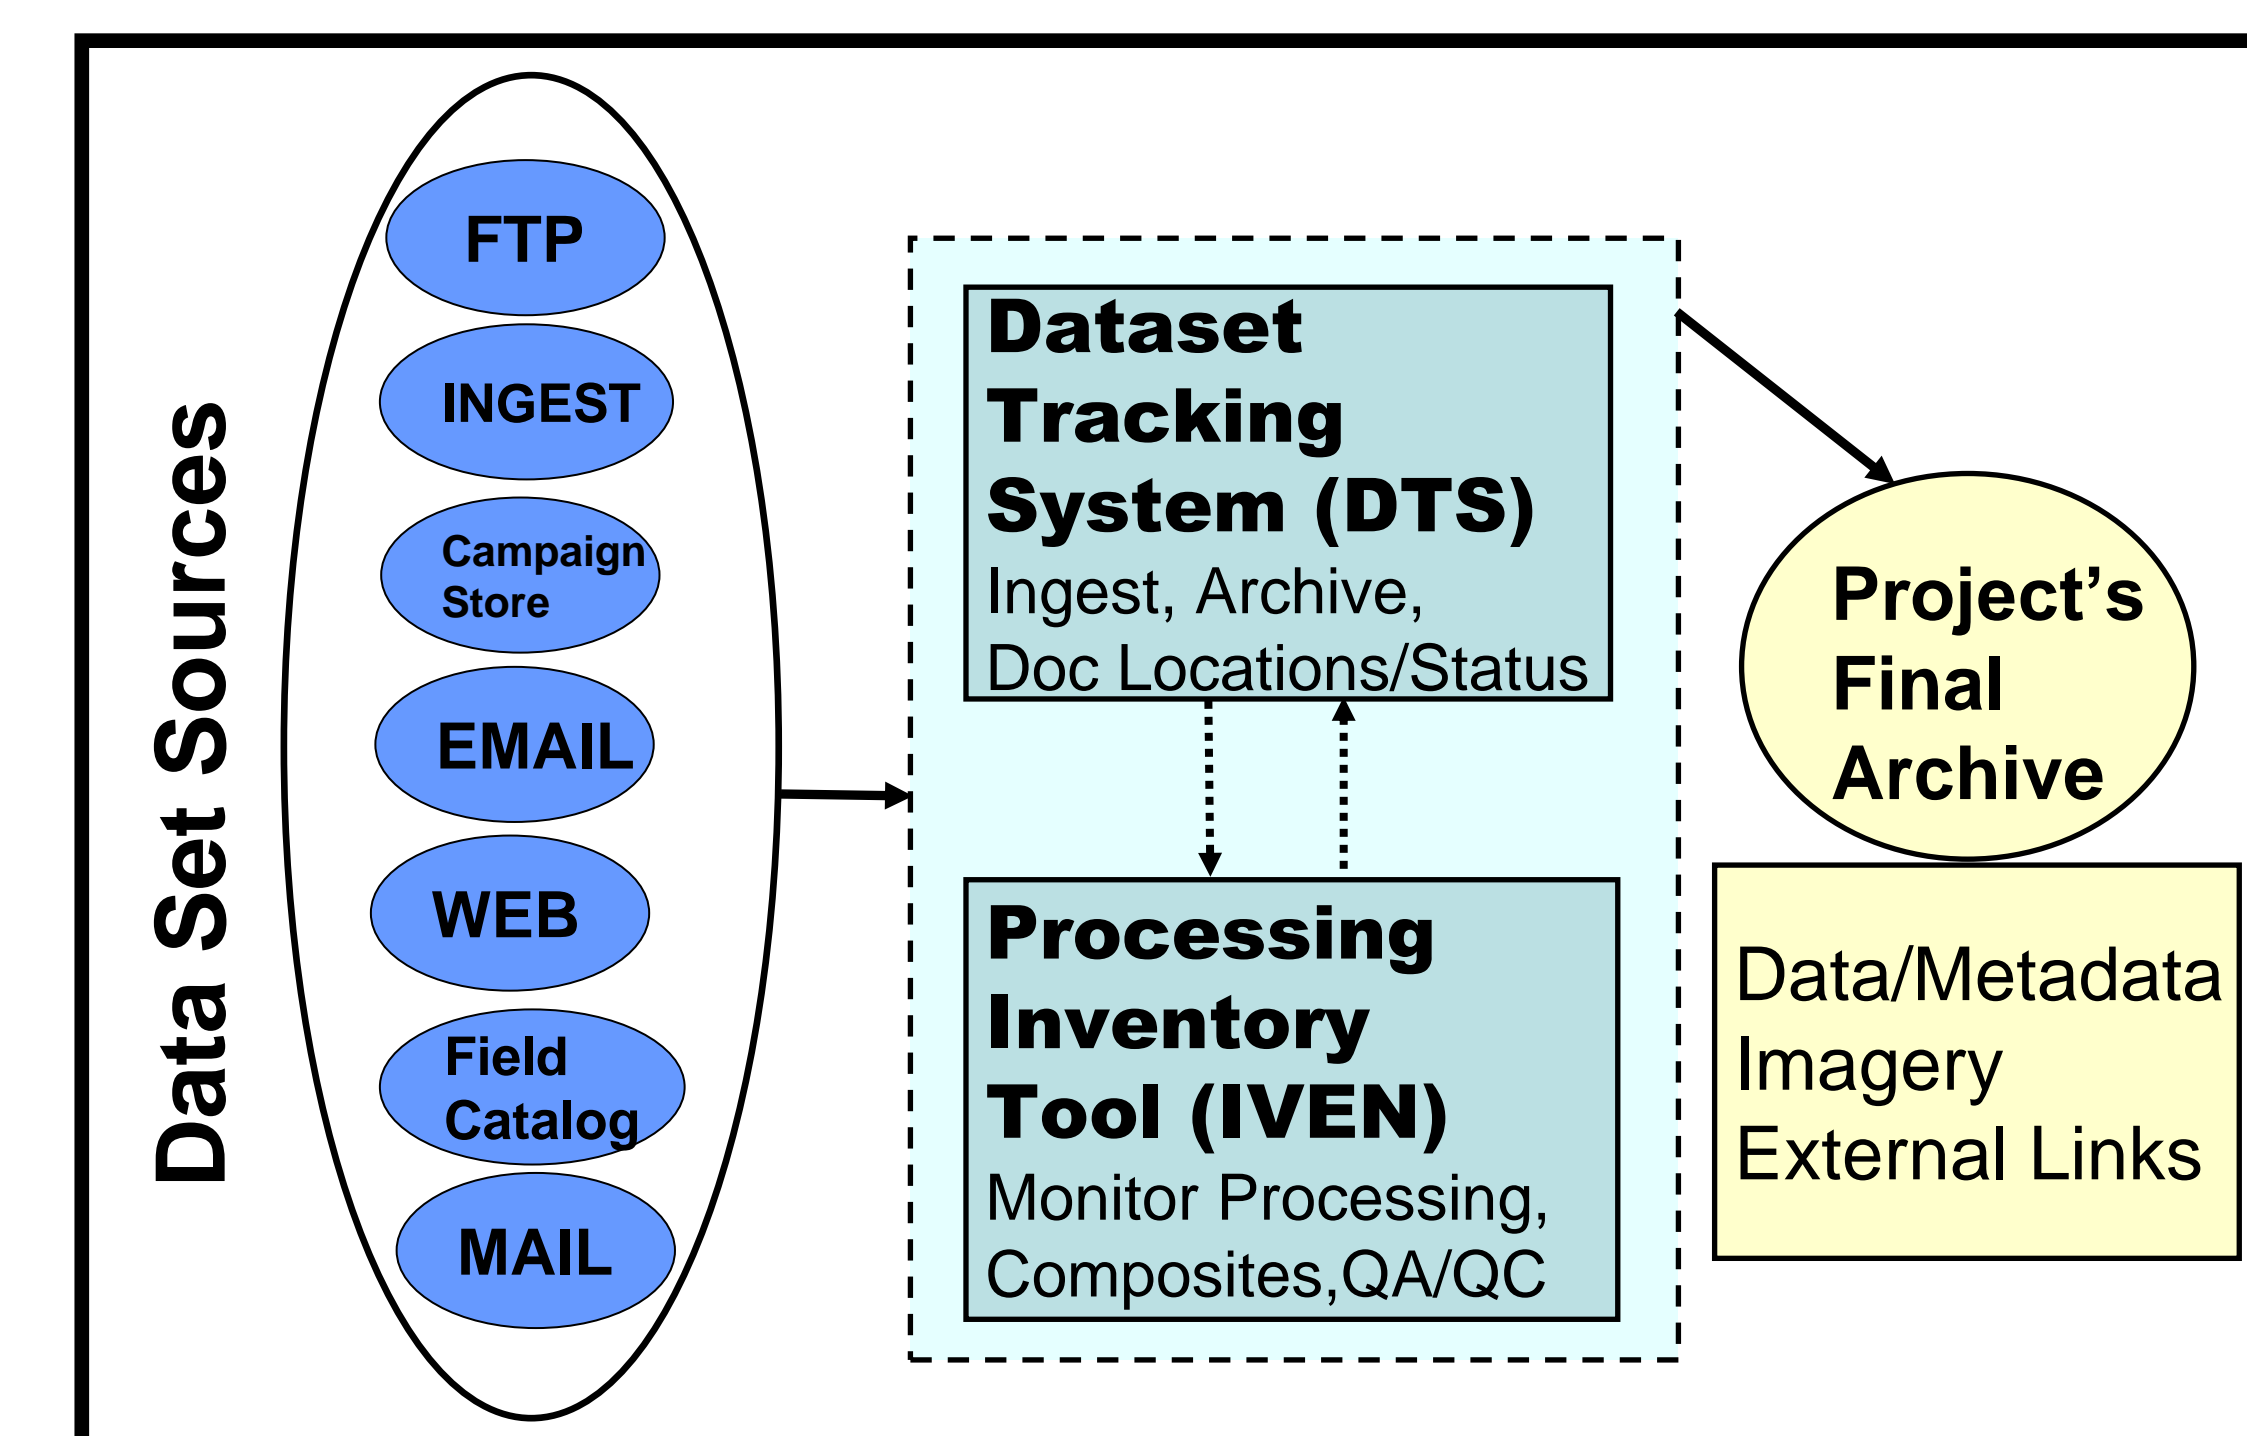 Data Set Sources
FTP
INGEST
Campaign
Store
EMAIL
WEB
Field
Catalog
MAIL
Dataset
Tracking
System (DTS)
Ingest, Archive,
Doc Locations/Status
Processing
Inventory
Tool (IVEN)
Monitor Processing,
Composites,QA/QC
Project’s
Final
Archive
Data/Metadata
Imagery
External Links